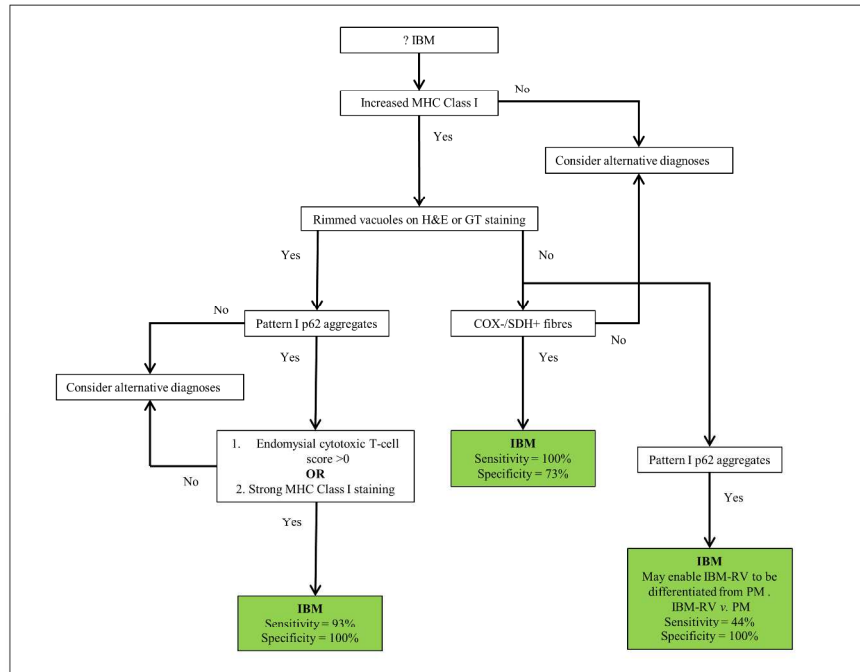 ? IBM
Increased MHC Class I
No
Yes
Consider alternative diagnoses
Rimmed vacuoles on H&E or GT staining
Yes
No
No
Pattern I p62 aggregates
COX-/SDH+ fibres
No
Yes
Yes
Consider alternative diagnoses
1. Endomysial cytotoxic T-cell
score >0
OR
2. Strong MHC Class I staining
No
IBM
Sensitivity = 100%
Specificity = 73%
Pattern I p62 aggregates
Yes
Yes
IBM
Sensitivity = 93%
Specificity = 100%
IBM
May enable IBM-RV to be
differentiated from PM .
IBM-RV v. PM
Sensitivity = 44%
Specificity = 100%